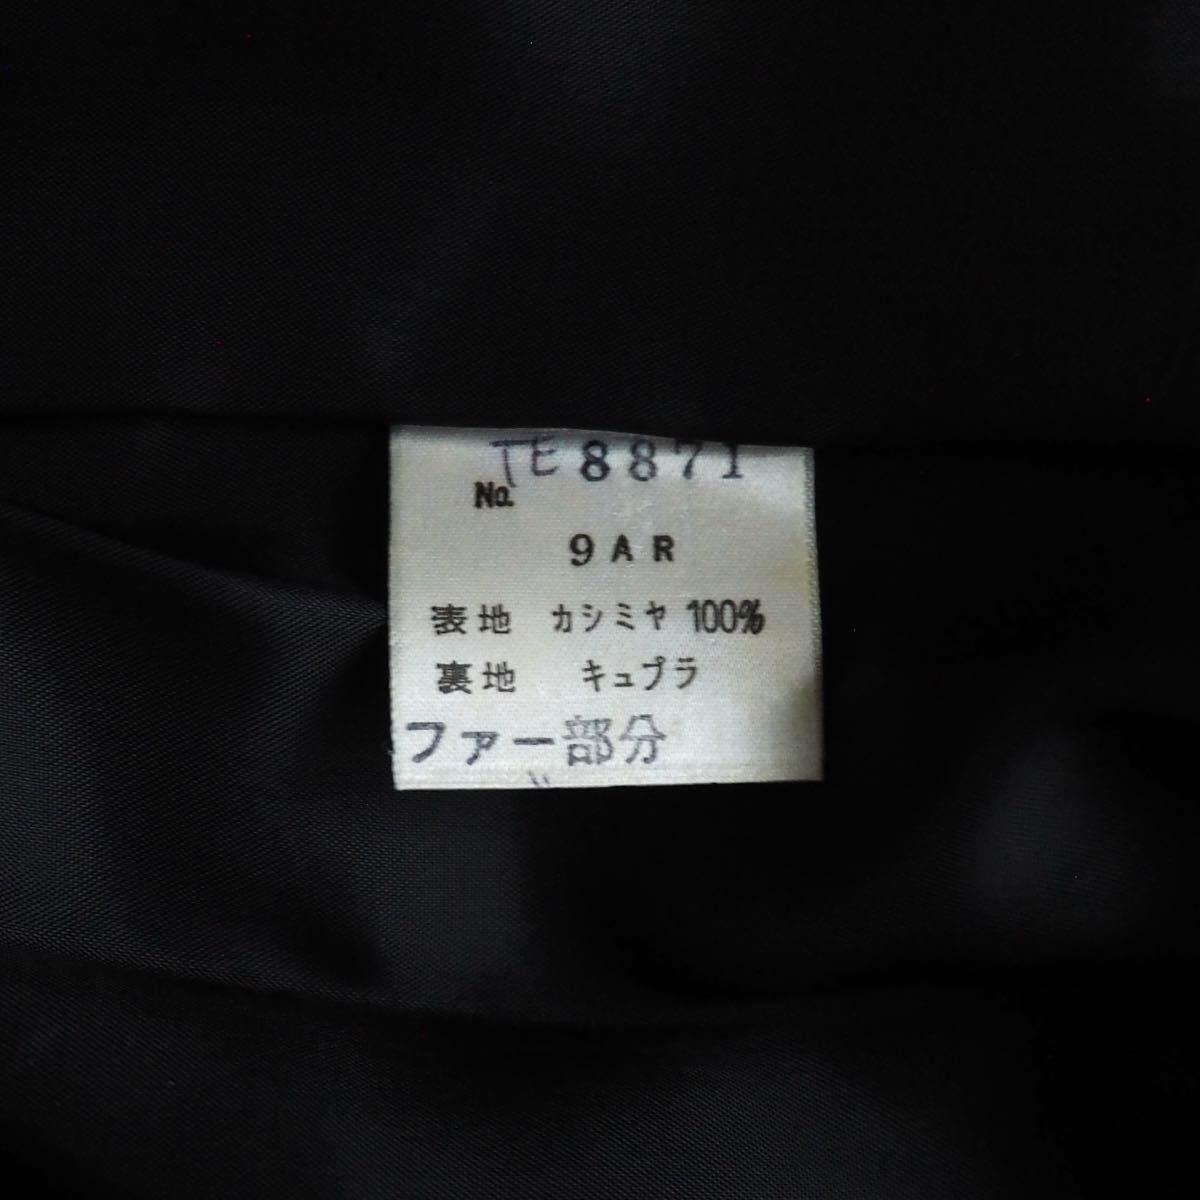 TE8871
No.
9AR
表地 カシミヤ 100%
裏地 キュプラ
ファー部分